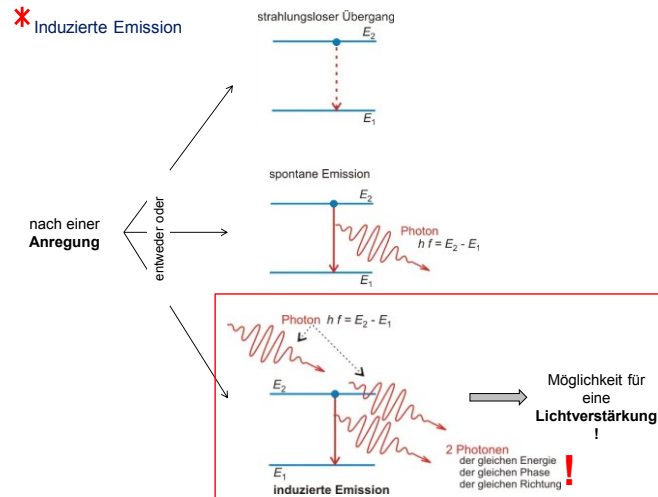 * Induzierte Emission
strahlungsloser Übergang
E2
E1
spontane Emission
E2
Photon
h f = E2 - E1
E1
nach einer
Anregung
entweder oder
Photon h f = E2 - E1
E2
2 Photonen
der gleichen Energie
der gleichen Phase
der gleichen Richtung
!
E1
induzierte Emission
Möglichkeit für
eine
Lichtverstärkung
!